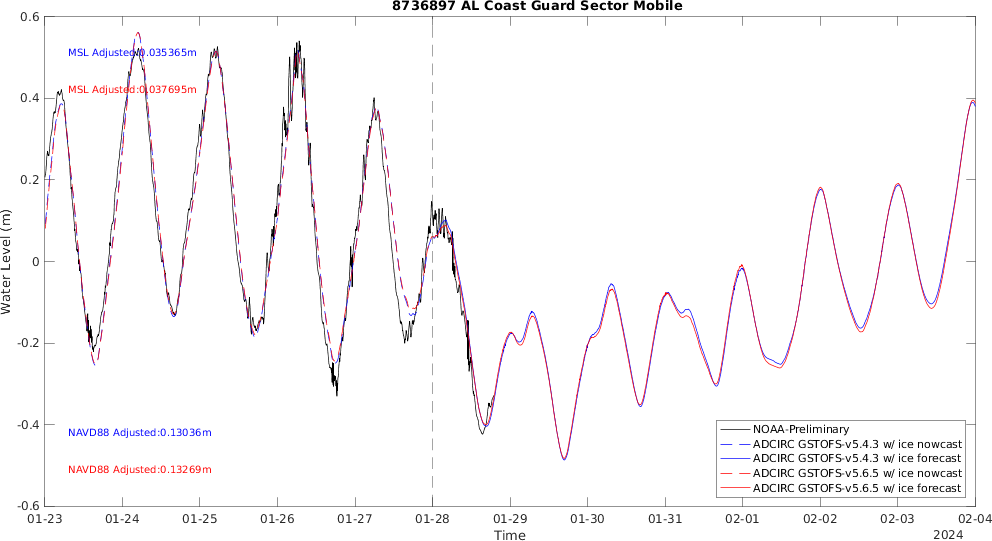 8736897 AL Coast Guard Sector Mobile
0.6
MSL Adjusted:0.035365m
MSL Adjusted:0.037695m
0.4
0.2
0
-0.2
-0.4
-0.6
Water Level (m)
NAVD88 Adjusted:0.13036m
NAVD88 Adjusted:0.13269m
NOAA-Preliminary
ADCIRC GSTOFS-v5.4.3 w/ ice nowcast
ADCIRC GSTOFS-v5.4.3 w/ ice forecast
ADCIRC GSTOFS-v5.6.5 w/ ice nowcast
ADCIRC GSTOFS-v5.6.5 w/ ice forecast
01-23 01-24 01-25 01-26 01-27 01-28 01-29 01-30 01-31 02-01 02-02 02-03 02-04
Time
2024